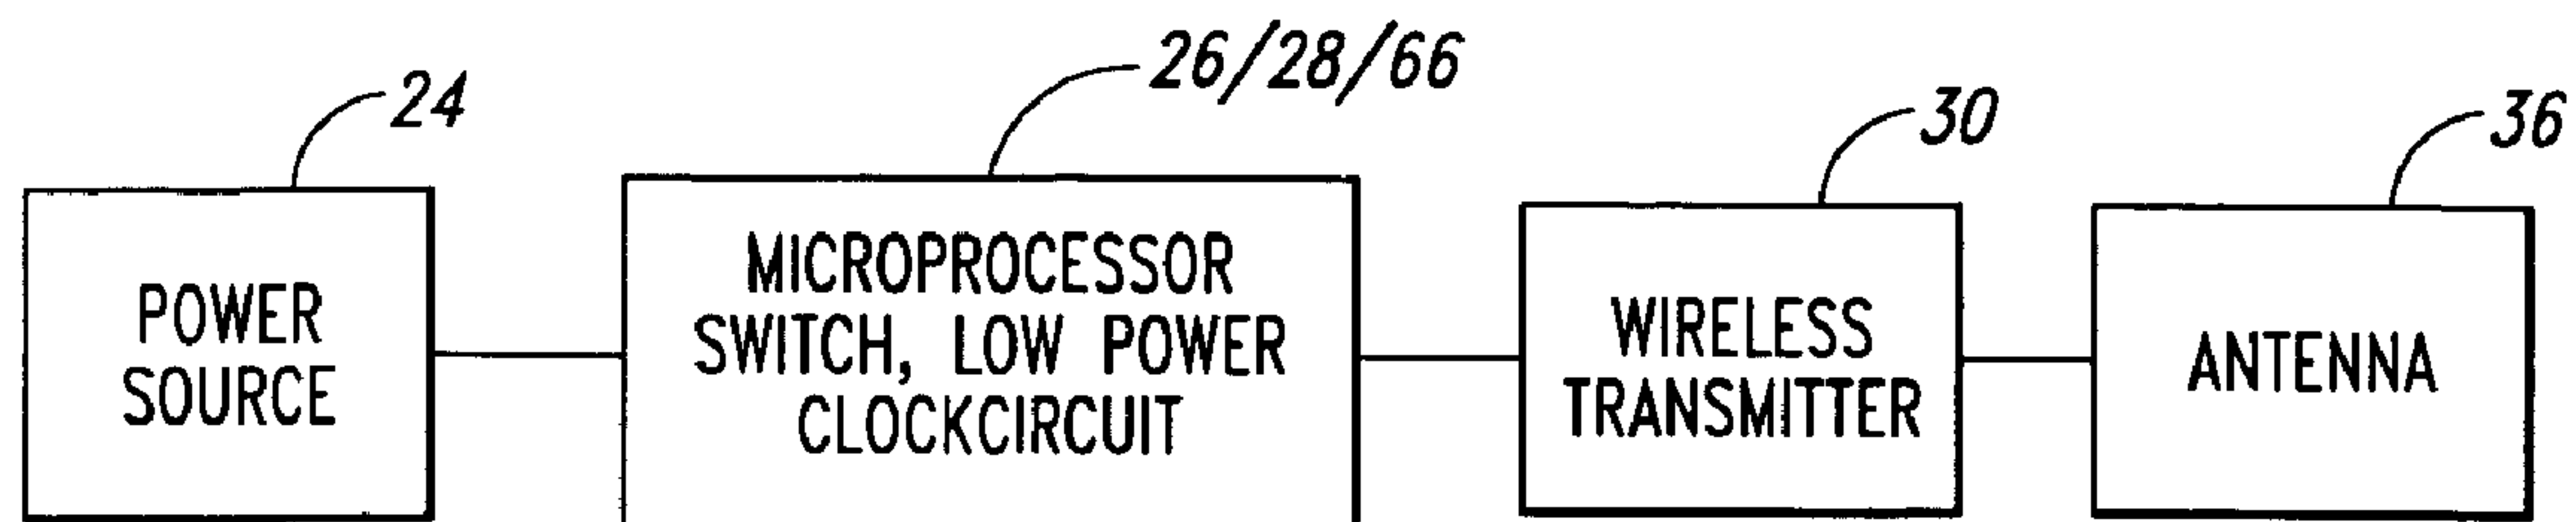 24
26/28/66
30
36
POWER
SOURCE
MICROPROCESSOR
SWITCH, LOW POWER
CLOCKCIRCUIT
WIRELESS
TRANSMITTER
ANTENNA